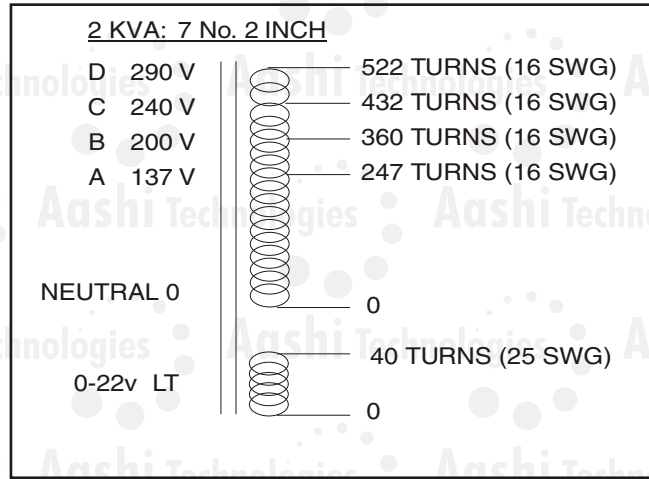 2 KVA: 7 No. 2 INCH
D 290 V 522 TURNS (16 SWG)
C 240 V 432 TURNS (16 SWG)
B 200 V 360 TURNS (16 SWG)
A 137 V 247 TURNS (16 SWG)
NEUTRAL 0 0
40 TURNS (25 SWG)
0-22v LT
0
Aashi Technologies